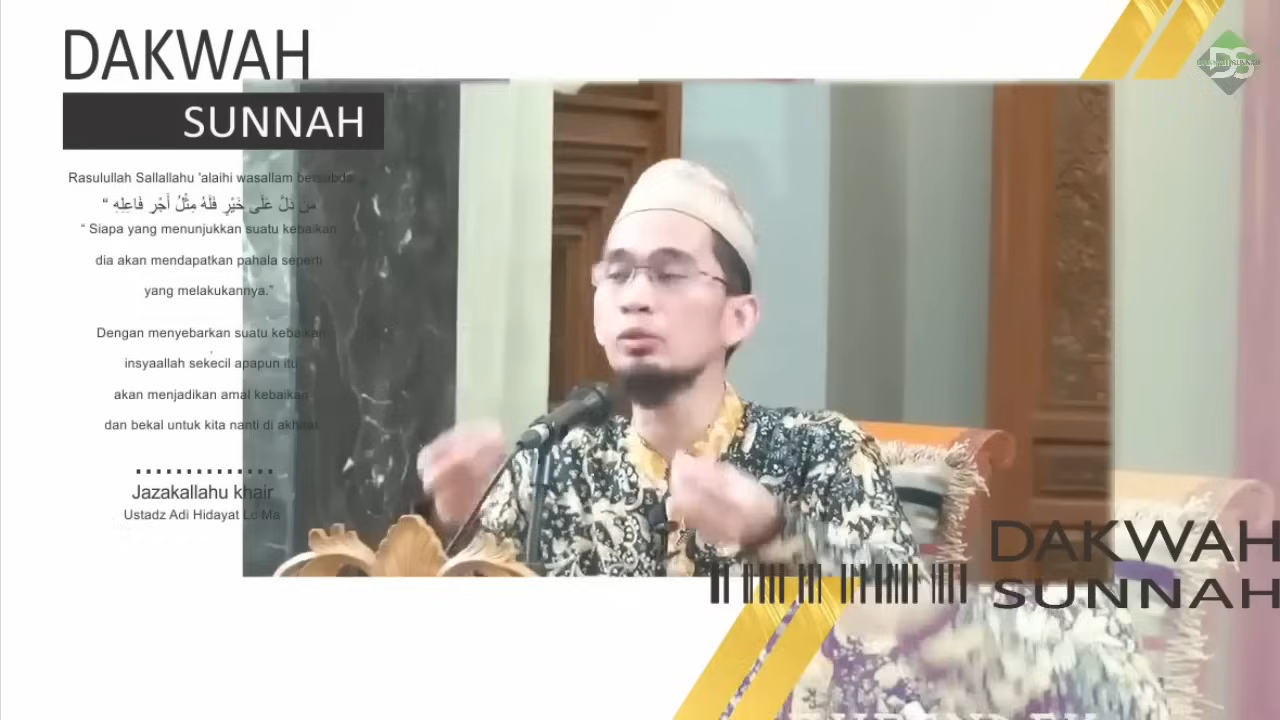 DAKWAH
SUNNAH
Rasulullah Sallallahu 'alaihi wasallam bersabda
“ مَنْ دَلَّ عَلَى خَيْرٍ فَلَهُ مِثْلُ أَجْرِ فَاعِلِهِ
“ Siapa yang menunjukkan suatu kebaikan
dia akan mendapatkan pahala seperti
yang melakukannya.”
Dengan menyebarkan suatu kebaikan
insyaallah sekecil apapun itu
akan menjadikan amal kebaikan
dan bekal untuk kita nanti di akhirat
Jazakallahu khair
Ustadz Adi Hidayat Lc Ma
DS
DAKWAH
SUNNAH